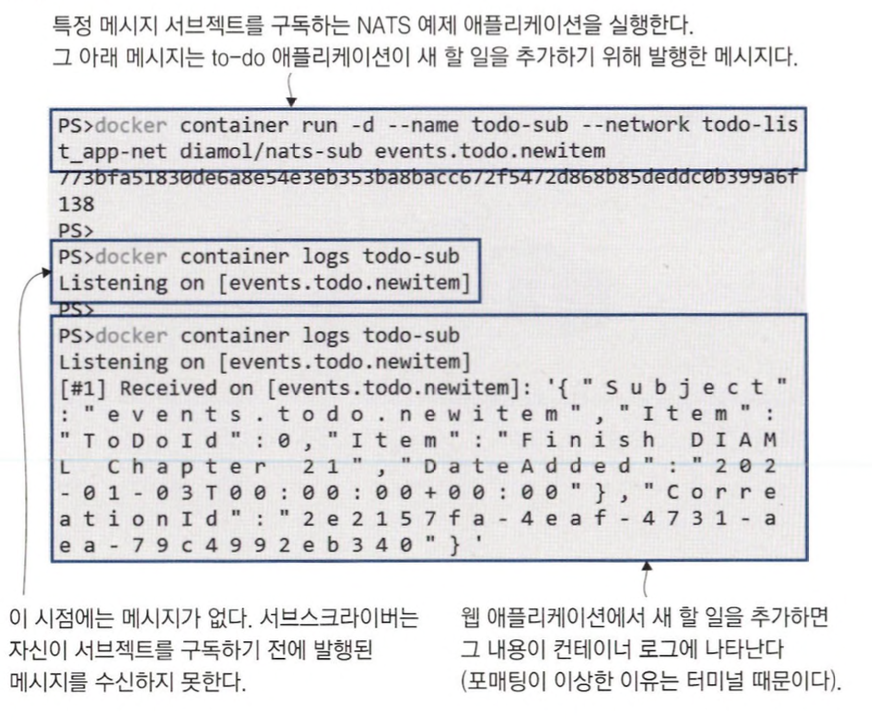 특정 메시지 서브젝트를 구독하는 NATS 예제 애플리케이션을 실행한다.
그 아래 메시지는 to-do 애플리케이션이 새 할 일을 추가하기 위해 발행한 메시지다.
PS>docker container run -d --name todo-sub --network todo-lis
t_app-net diamol/nats-sub events.todo.newitem
773bfa51830de6a8e54e3eb353ba8bacc672f5472d868b85deddc0b399a6f
138
PS>
PS>docker container logs todo-sub
Listening on [events.todo.newitem]
PS>
PS>docker container logs todo-sub
Listening on [events.todo.newitem]
[#1] Received on [events.todo.newitem]: '{ " S u b j e c t "
: " e v e n t s . t o d o . n e w i t e m " , " I t e m " :
" T o D o I d " : 0 , " I t e m " : " F i n i s h   D I A M
L   C h a p t e r   2 1 " , " D a t e A d d e d " : " 2 0 2
- 0 1 - 0 3 T 0 0 : 0 0 : 0 0 + 0 0 : 0 0 " } , " C o r r e
a t i o n I d " : " 2 e 2 1 5 7 f a - 4 e a f - 4 7 3 1 - a
e a - 7 9 c 4 9 9 2 e b 3 4 0 " } '
이 시점에는 메시지가 없다. 서브스크라이버는
자신이 서브젝트를 구독하기 전에 발행된
메시지를 수신하지 못한다.
웹 애플리케이션에서 새 할 일을 추가하면
그 내용이 컨테이너 로그에 나타난다
(포매팅이 이상한 이유는 터미널 때문이다).